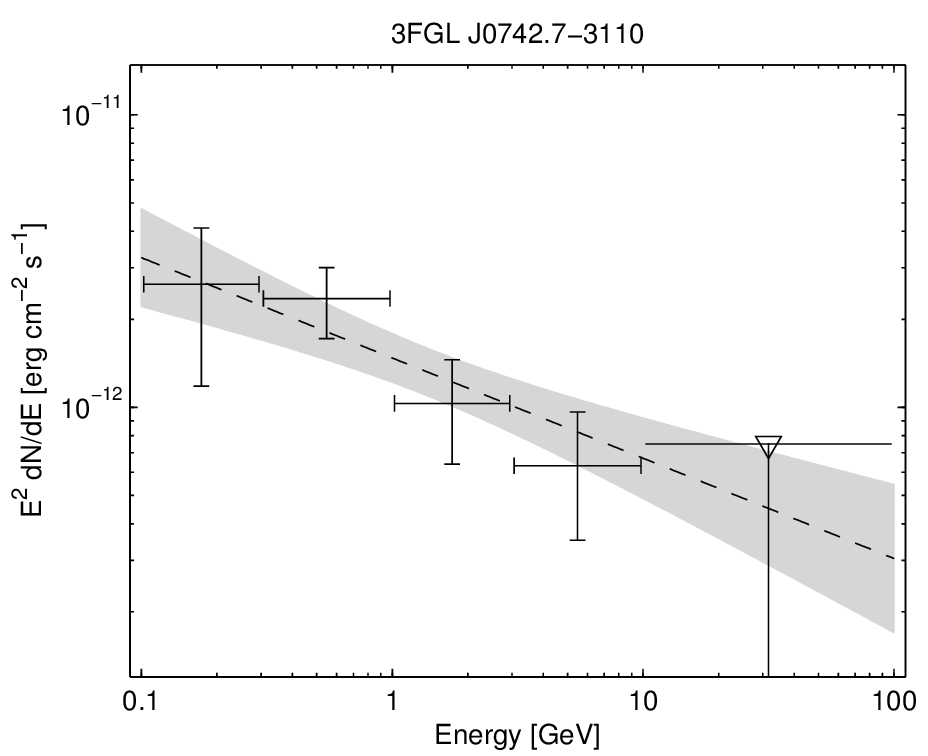 3FGL J0742.7−3110
10⁻¹¹
10⁻¹²
E² dN/dE [erg cm⁻² s⁻¹]
0.1 1 10 100
Energy [GeV]